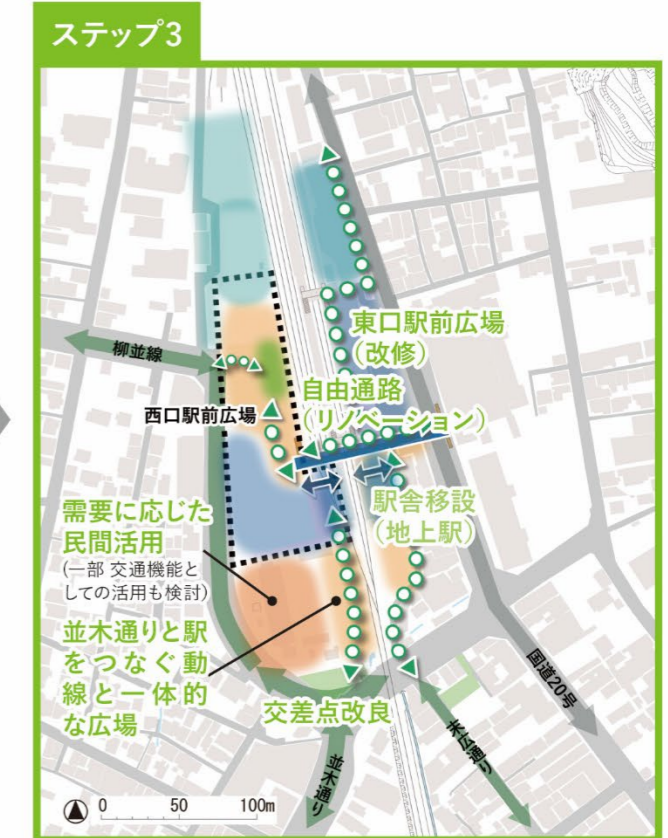 ステップ3
柳並線
東口駅前広場
（改修）
自由通路
（リノベーション）
西口駅前広場
駅舎移設
（地上駅）
需要に応じた
民間活用
(一部 交通機能と
しての活用も検討)
並木通りと駅
をつなぐ動
線と一体的
な広場
交差点改良
国道20号
末広通り
並木通り
0 50 100m